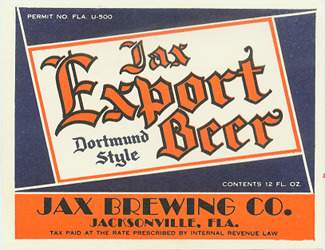 PERMIT NO. FLA. U-500
Jax
Export
Beer
Dortmund
Style
CONTENTS 12 FL. OZ.
JAX BREWING CO.
JACKSONVILLE, FLA.
TAX PAID AT THE RATE PRESCRIBED BY INTERNAL REVENUE LAW